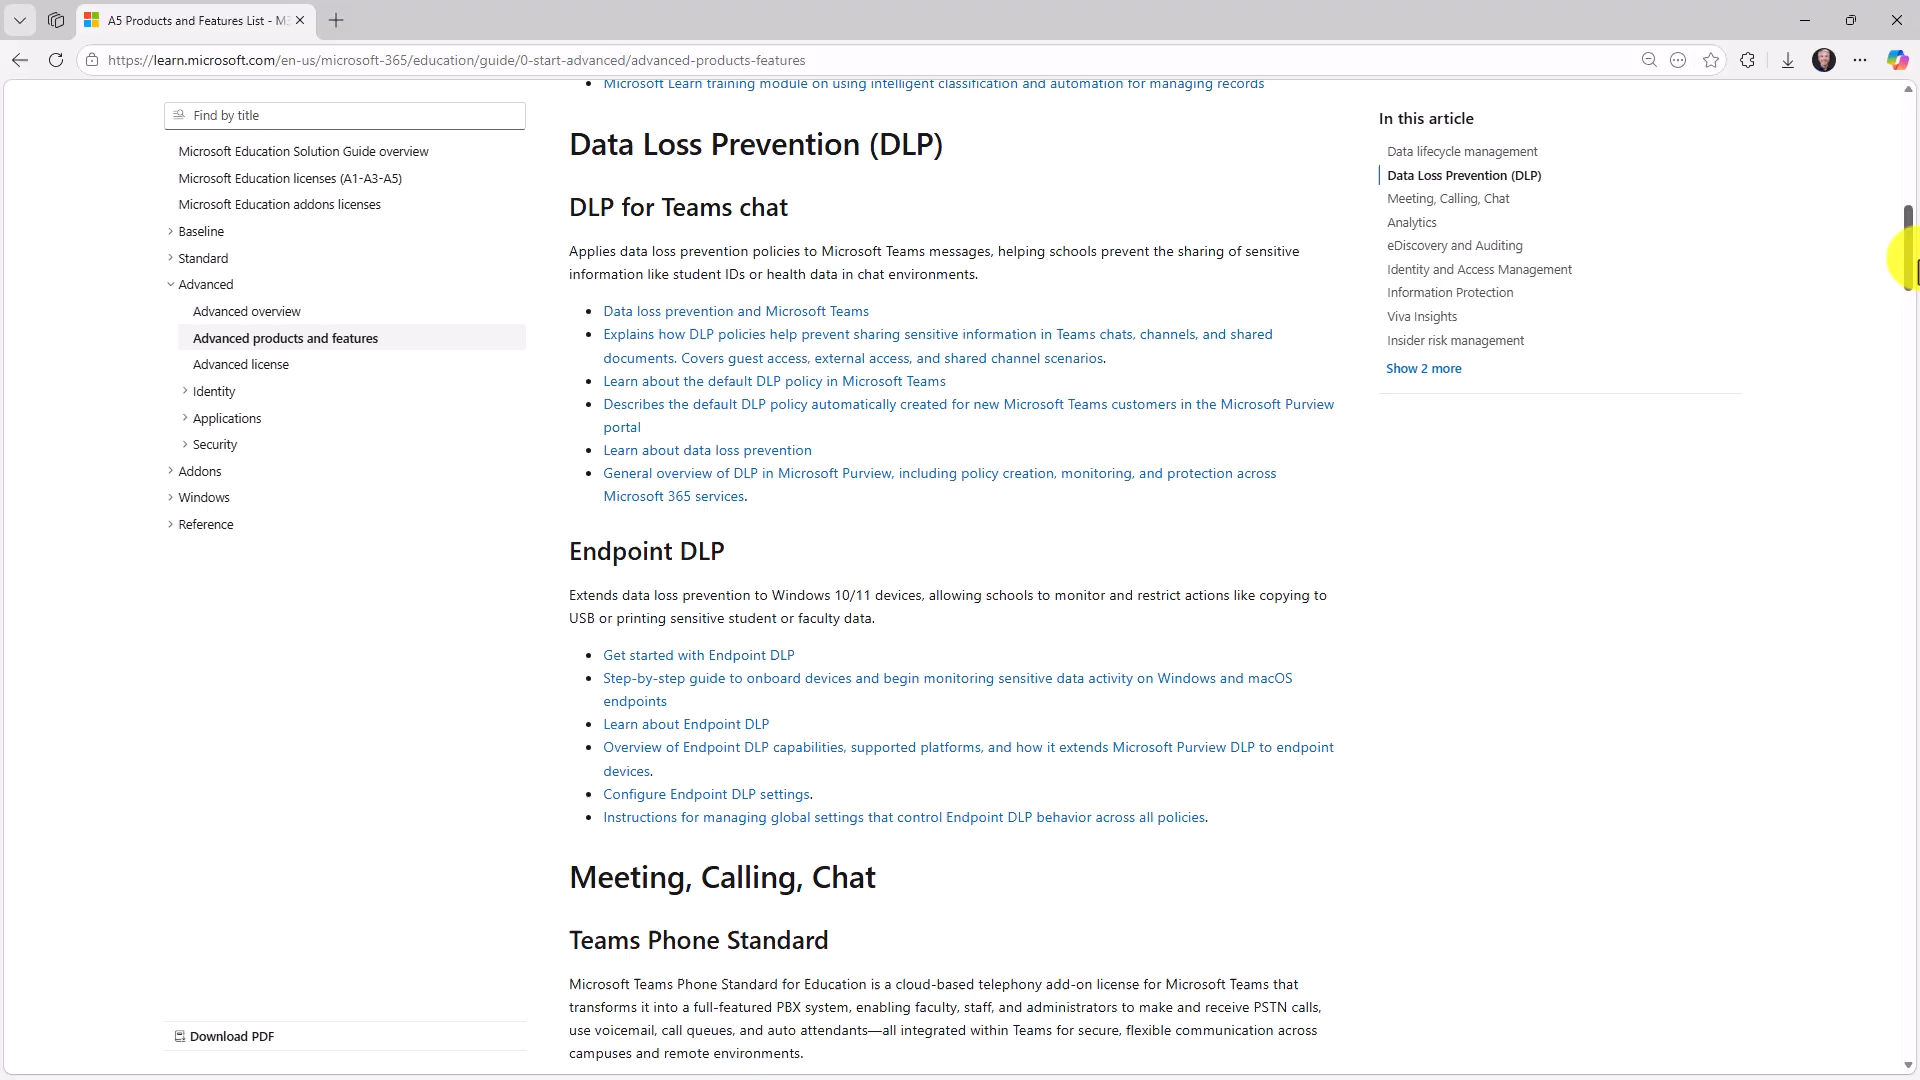 A5 Products and Features List - M3
https://learn.microsoft.com/en-us/microsoft-365/education/guide/0-start-advanced/advanced-products-features
Find by title
Microsoft Education Solution Guide overview
Microsoft Education licenses (A1-A3-A5)
Microsoft Education addons licenses
Baseline
Standard
Advanced
Advanced overview
Advanced products and features
Advanced license
Identity
Applications
Security
Addons
Windows
Reference
Download PDF
Microsoft Learn training module on using intelligent classification and automation for managing records
Data Loss Prevention (DLP)
DLP for Teams chat
Applies data loss prevention policies to Microsoft Teams messages, helping schools prevent the sharing of sensitive
information like student IDs or health data in chat environments.
Data loss prevention and Microsoft Teams
Explains how DLP policies help prevent sharing sensitive information in Teams chats, channels, and shared
documents. Covers guest access, external access, and shared channel scenarios.
Learn about the default DLP policy in Microsoft Teams
Describes the default DLP policy automatically created for new Microsoft Teams customers in the Microsoft Purview
portal
Learn about data loss prevention
General overview of DLP in Microsoft Purview, including policy creation, monitoring, and protection across
Microsoft 365 services.
Endpoint DLP
Extends data loss prevention to Windows 10/11 devices, allowing schools to monitor and restrict actions like copying to
USB or printing sensitive student or faculty data.
Get started with Endpoint DLP
Step-by-step guide to onboard devices and begin monitoring sensitive data activity on Windows and macOS
endpoints
Learn about Endpoint DLP
Overview of Endpoint DLP capabilities, supported platforms, and how it extends Microsoft Purview DLP to endpoint
devices.
Configure Endpoint DLP settings.
Instructions for managing global settings that control Endpoint DLP behavior across all policies.
Meeting, Calling, Chat
Teams Phone Standard
Microsoft Teams Phone Standard for Education is a cloud-based telephony add-on license for Microsoft Teams that
transforms it into a full-featured PBX system, enabling faculty, staff, and administrators to make and receive PSTN calls,
use voicemail, call queues, and auto attendants—all integrated within Teams for secure, flexible communication across
campuses and remote environments.
In this article
Data lifecycle management
Data Loss Prevention (DLP)
Meeting, Calling, Chat
Analytics
eDiscovery and Auditing
Identity and Access Management
Information Protection
Viva Insights
Insider risk management
Show 2 more